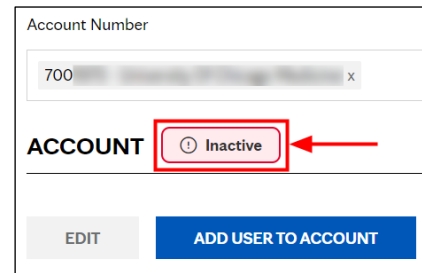 Account Number
700 x
ACCOUNT Inactive
EDIT ADD USER TO ACCOUNT